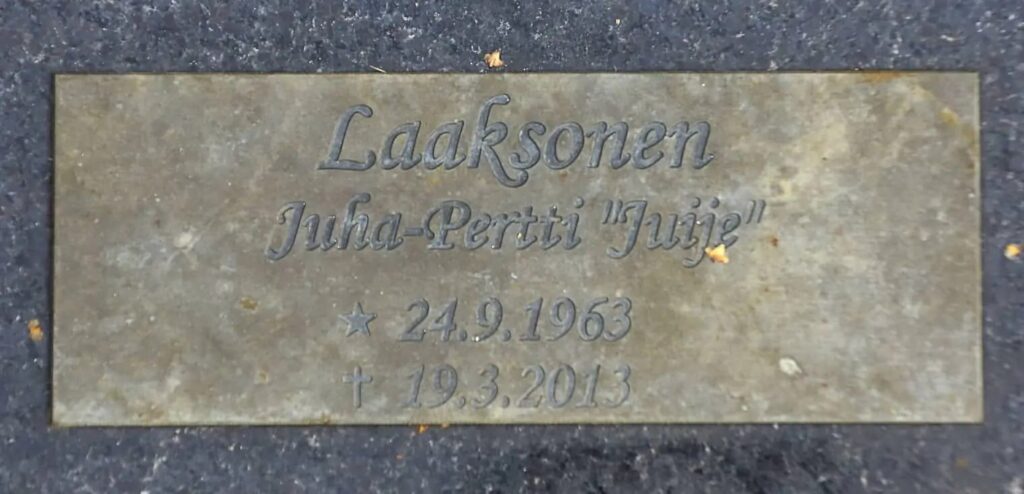 Laaksonen
Juha-Pertti "Juije"
★ 24.9.1963
† 19.3.2013